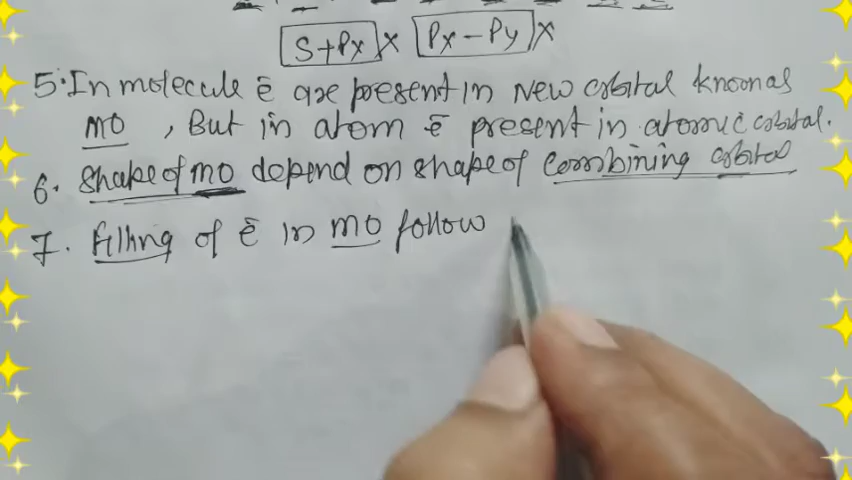 S+Px x Px-Py x
5. In molecule ē are present in New orbital known as
MO , But in atom ē present in atomic orbital.
6. Shape of MO depend on shape of combining orbital
7. Filling of ē in MO follow